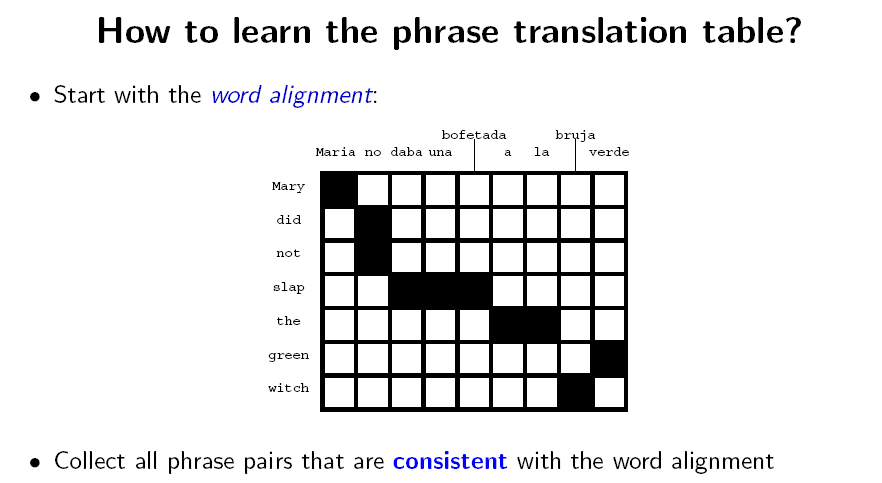 How to learn the phrase translation table?
• Start with the word alignment:
bofetada bruja
Maria no daba una a la verde
Mary
did
not
slap
the
green
witch
• Collect all phrase pairs that are consistent with the word alignment